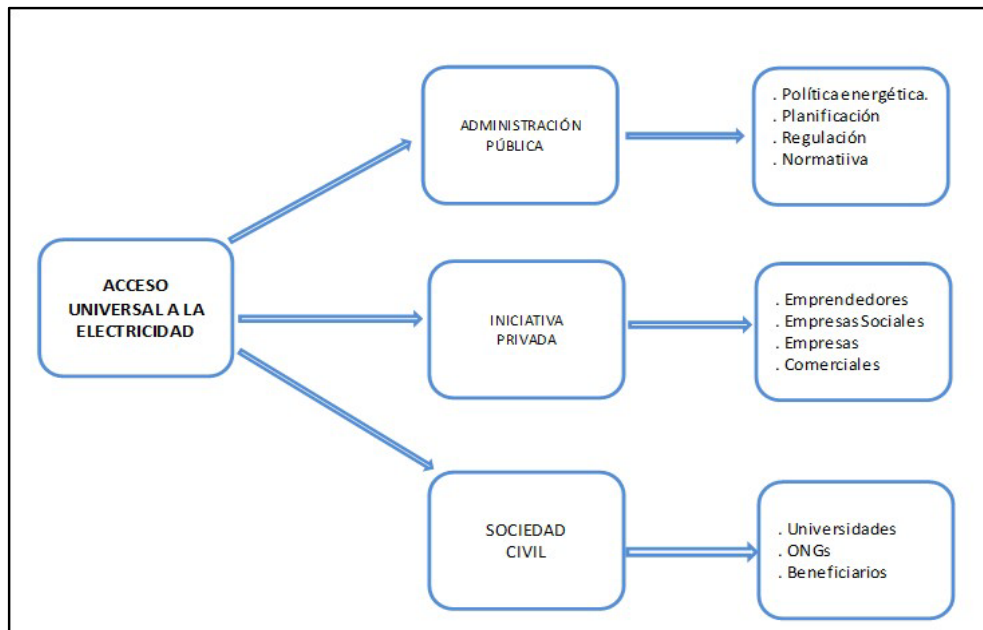 ACCESO
UNIVERSAL A LA
ELECTRICIDAD
ADMINISTRACIÓN
PÚBLICA
. Política energética.
. Planificación
. Regulación
. Normatiiva
INICIATIVA
PRIVADA
. Emprendedores
. Empresas Sociales
. Empresas
. Comerciales
SOCIEDAD
CIVIL
. Universidades
. ONGs
. Beneficiarios